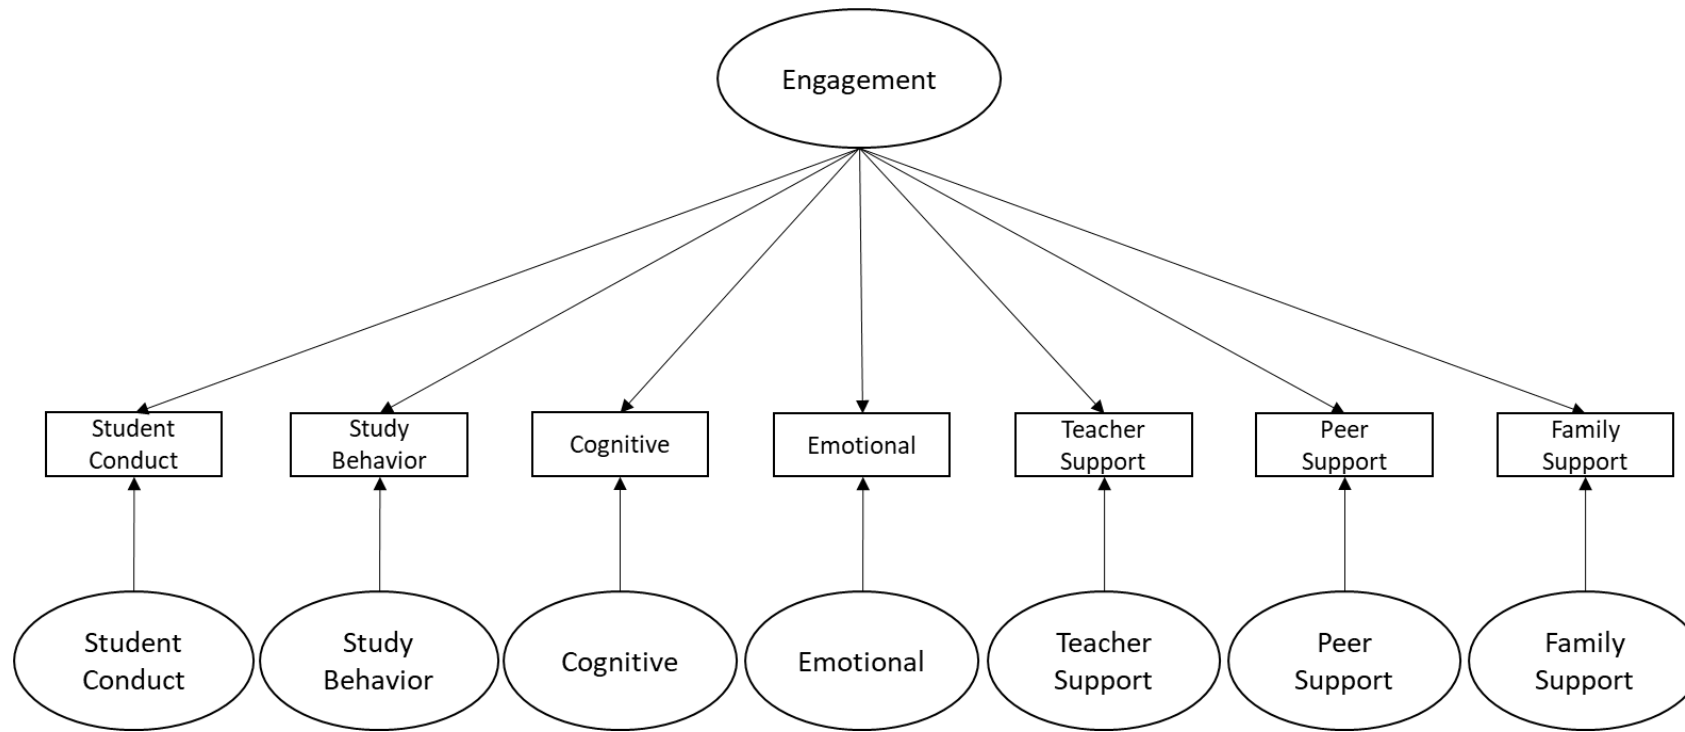 Engagement
Student
Conduct
Study
Behavior
Cognitive
Emotional
Teacher
Support
Peer
Support
Family
Support
Student
Conduct
Study
Behavior
Cognitive
Emotional
Teacher
Support
Peer
Support
Family
Support